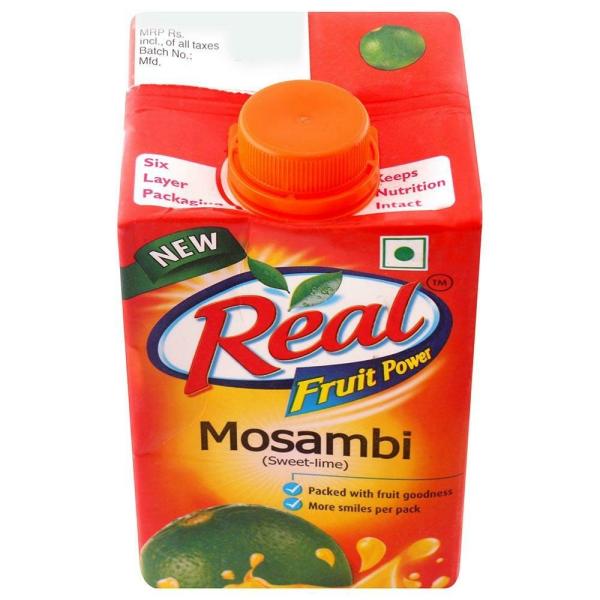 MRP Rs.
incl., of all taxes
Batch No.:
Mfd.
Six
Layer
Packaging
Keeps
Nutrition
Intact
NEW
Real
TM
Fruit Power
Mosambi
(Sweet-lime)
Packed with fruit goodness
More smiles per pack